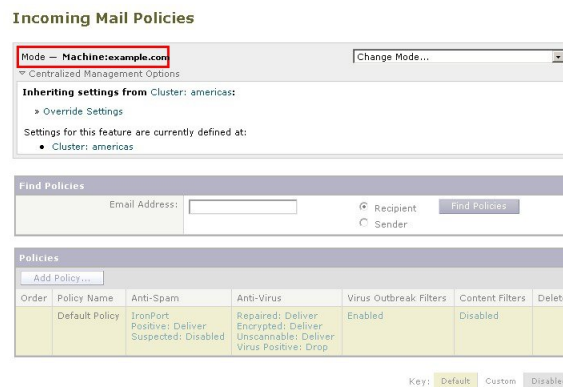 Incoming Mail Policies
Mode — Machine:example.com
Change Mode...
Centralized Management Options
Inheriting settings from Cluster: americas:
» Override Settings
Settings for this feature are currently defined at:
• Cluster: americas
Find Policies
Email Address:
Recipient
Find Policies
Sender
Policies
Add Policy...
Order Policy Name Anti-Spam Anti-Virus Virus Outbreak Filters Content Filters
Default Policy IronPort Repaired: Deliver Enabled Disabled
Positive: Deliver Encrypted: Deliver
Suspected: Disabled Unscannable: Deliver
Virus Positive: Drop
Key: Default Custom